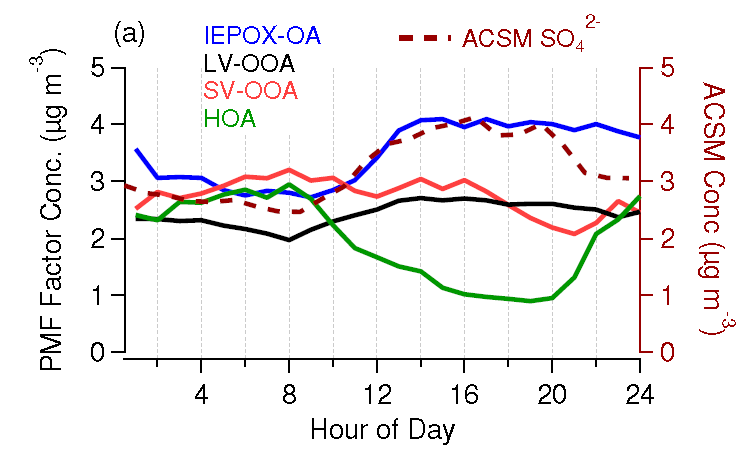 (a)
IEPOX-OA
LV-OOA
SV-OOA
HOA
ACSM SO₄²⁻
PMF Factor Conc. (µg m⁻³)
5
4
3
2
1
0
5
4
3
2
1
0
ACSM Conc (µg m⁻³)
4 8 12 16 20 24
Hour of Day